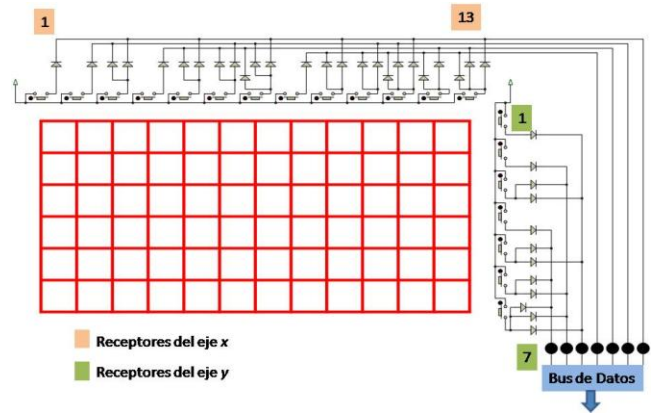 1
13
1
Receptores del eje x
Receptores del eje y
7
Bus de Datos